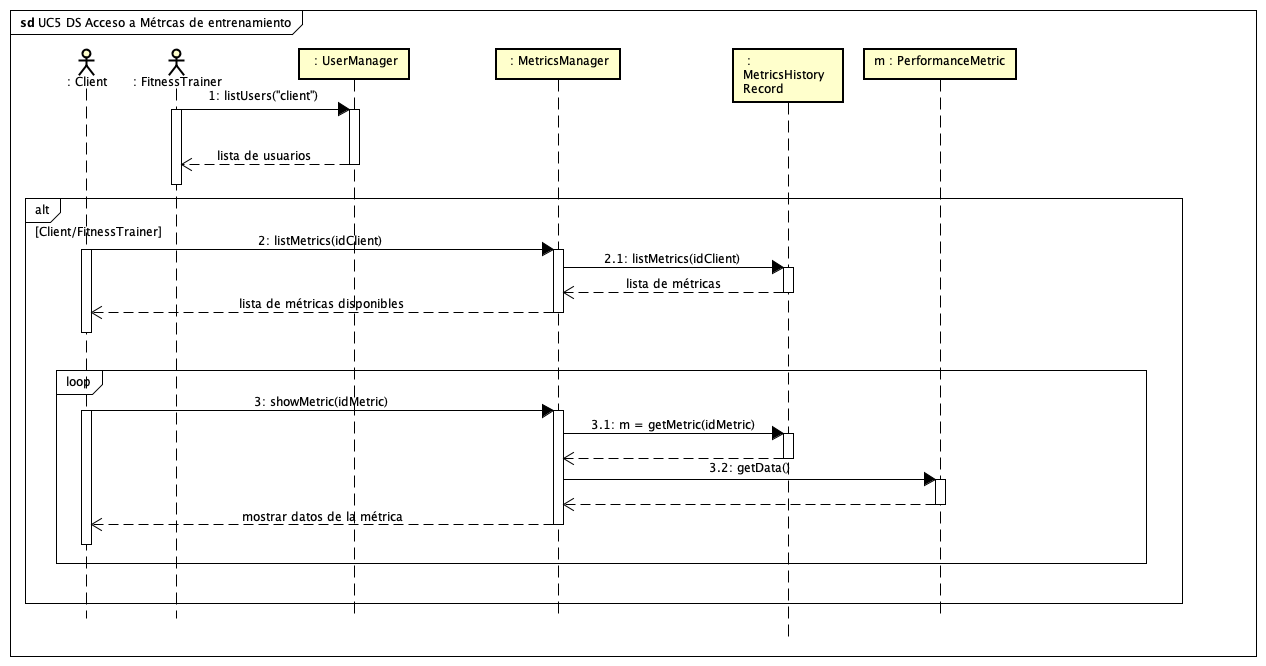 sd UC5 DS Acceso a Métrcas de entrenamiento
: Client
: FitnessTrainer
: UserManager
: MetricsManager
:
MetricsHistory
Record
m : PerformanceMetric
1: listUsers("client")
lista de usuarios
alt
[Client/FitnessTrainer]
2: listMetrics(idClient)
2.1: listMetrics(idClient)
lista de métricas
lista de métricas disponibles
loop
3: showMetric(idMetric)
3.1: m = getMetric(idMetric)
3.2: getData()
mostrar datos de la métrica